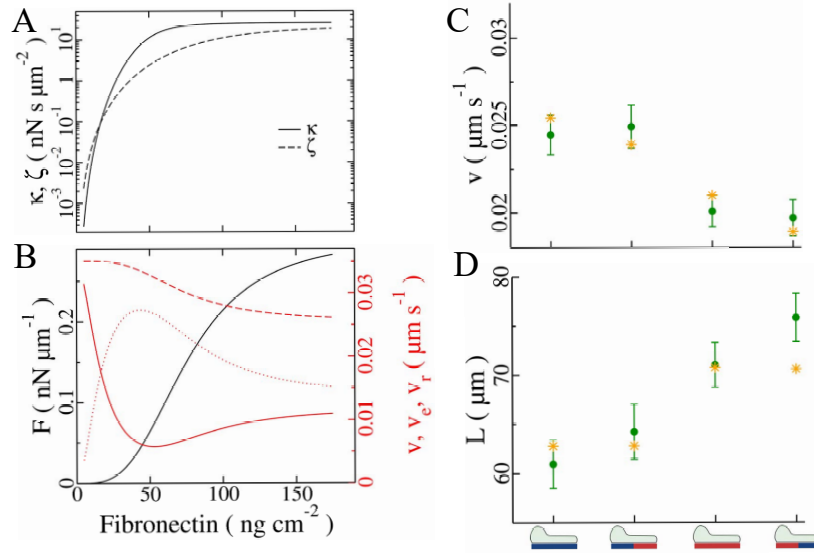 A
κ, ζ ( nN s μm⁻²)
10
1
10⁻¹
10⁻²
10⁻³
κ
ζ
B
F ( nN μm⁻¹)
0.2
0.1
0
v, vₑ, vᵣ ( μm s⁻¹)
0.03
0.02
0.01
0
0
50
100
150
Fibronectin ( ng cm⁻²)
C
v ( μm s⁻¹)
0.03
0.025
0.02
D
L ( μm)
80
70
60